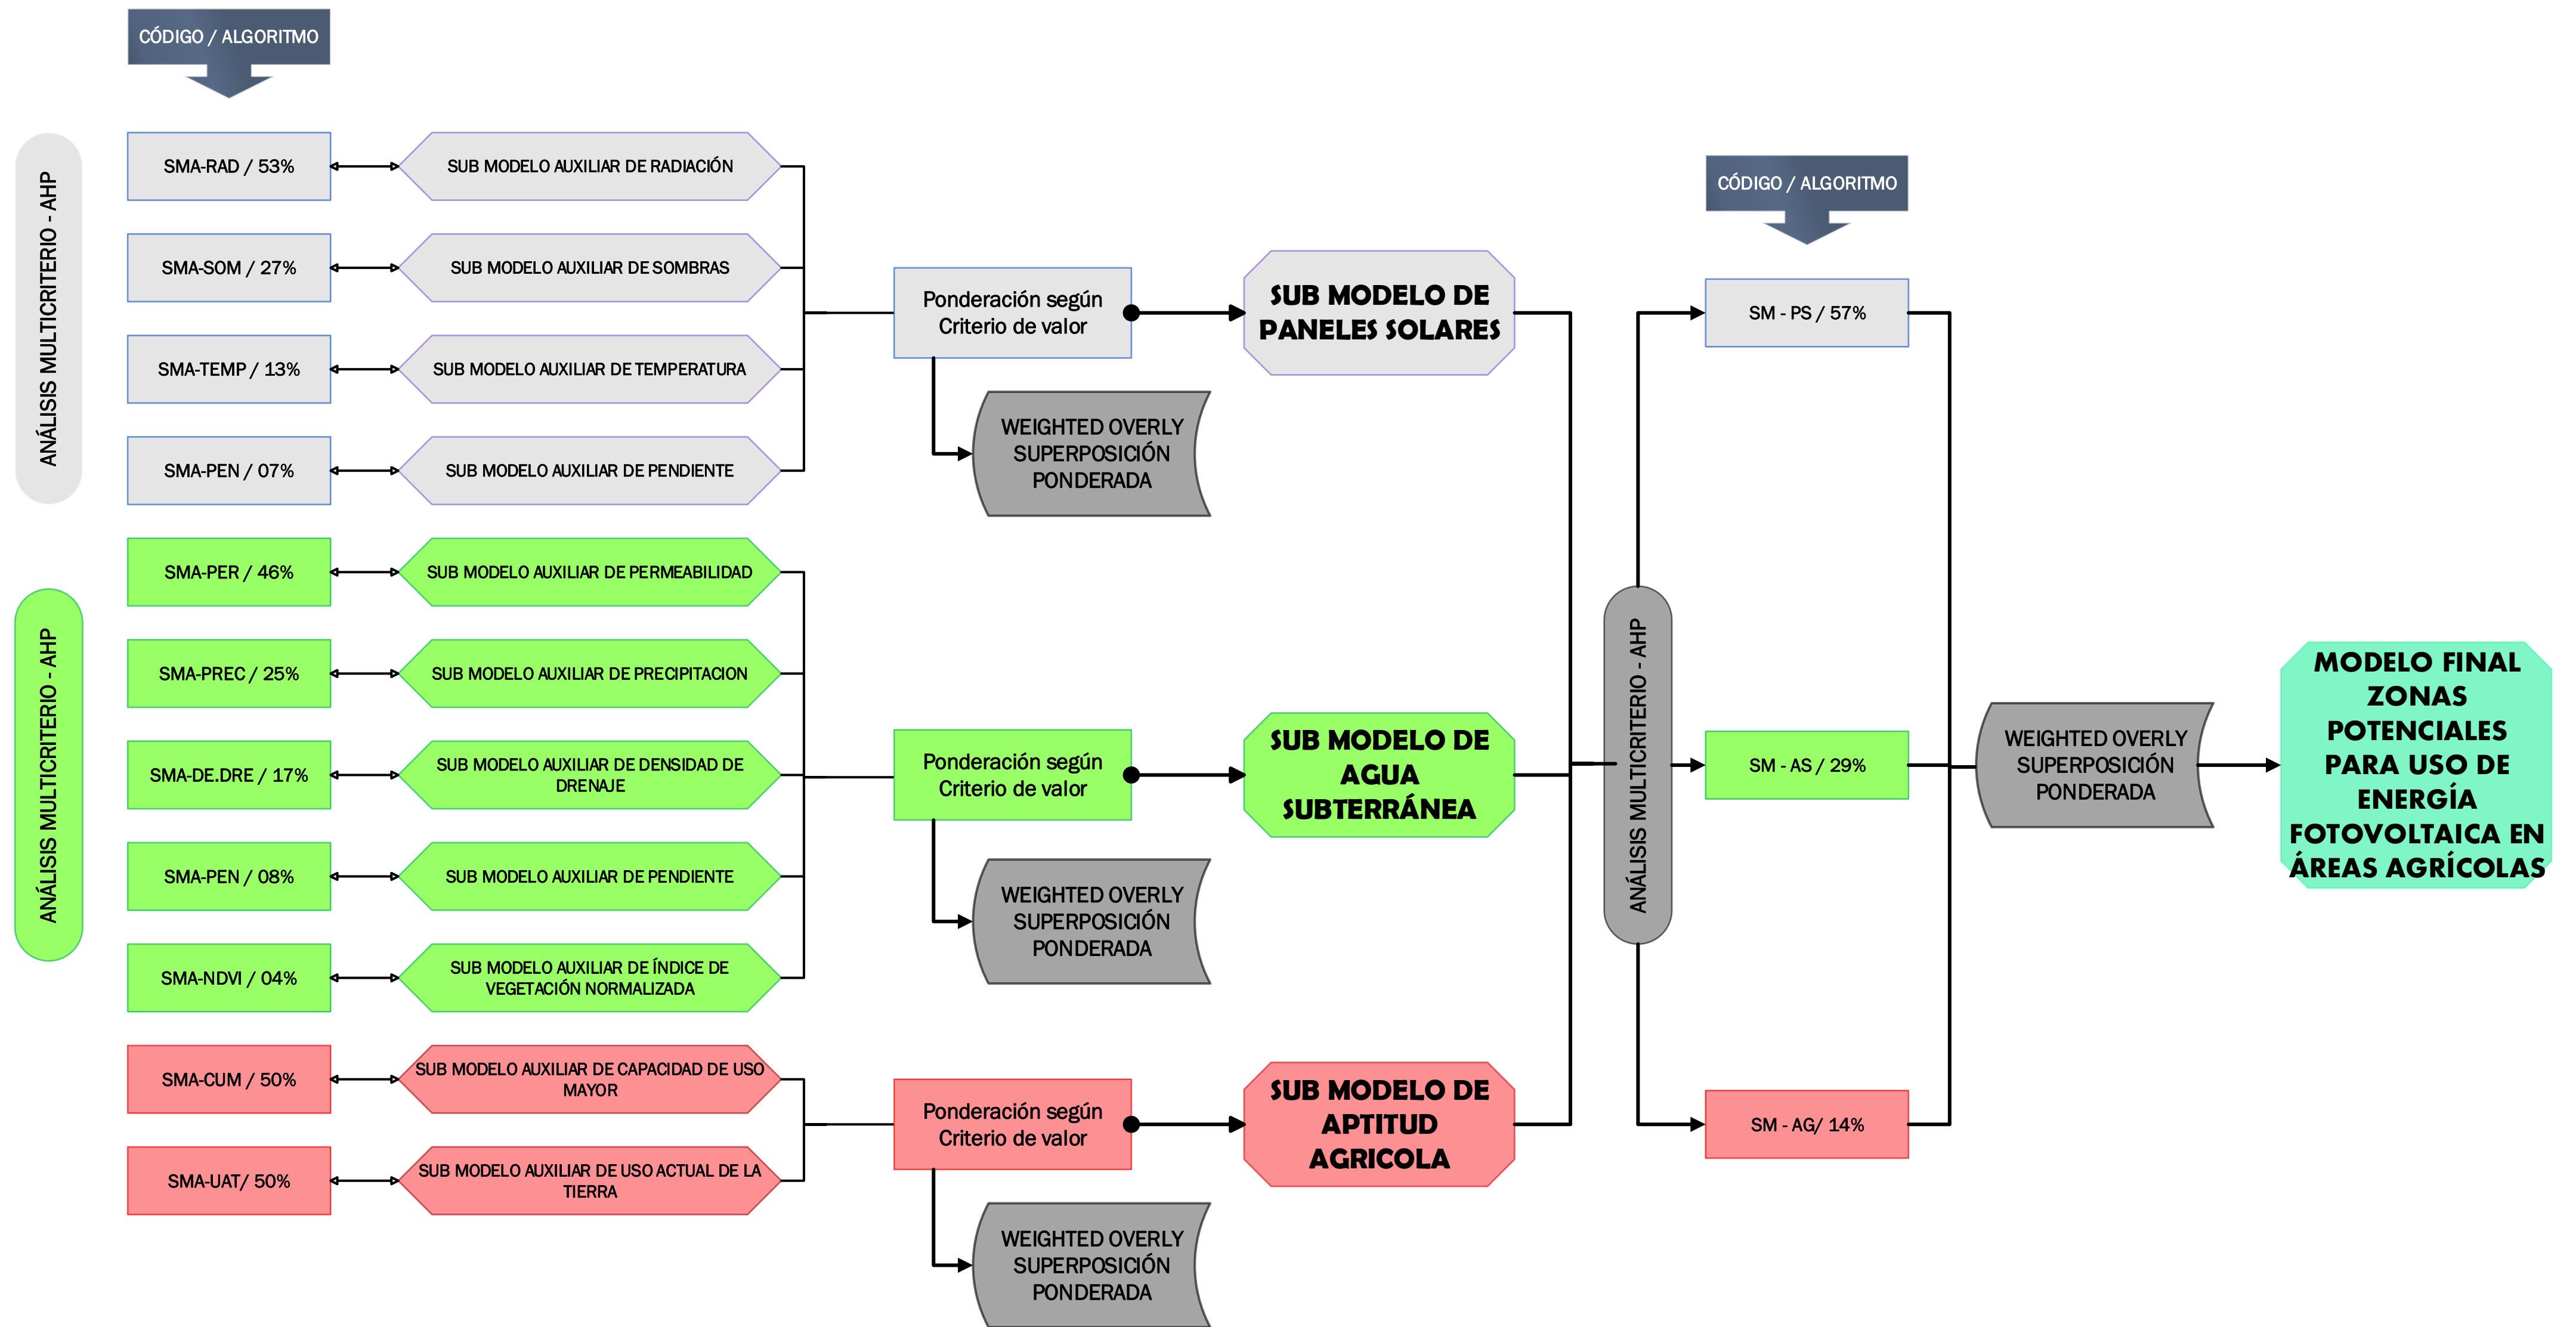 CÓDIGO / ALGORITMO
ANÁLISIS MULTICRITERIO - AHP
SMA-RAD / 53%
SUB MODELO AUXILIAR DE RADIACIÓN
SMA-SOM / 27%
SUB MODELO AUXILIAR DE SOMBRAS
SMA-TEMP / 13%
SUB MODELO AUXILIAR DE TEMPERATURA
SMA-PEN / 07%
SUB MODELO AUXILIAR DE PENDIENTE
Ponderación según
Criterio de valor
WEIGHTED OVERLY
SUPERPOSICIÓN
PONDERADA
SUB MODELO DE
PANELES SOLARES
ANÁLISIS MULTICRITERIO - AHP
SMA-PER / 46%
SUB MODELO AUXILIAR DE PERMEABILIDAD
SMA-PREC / 25%
SUB MODELO AUXILIAR DE PRECIPITACION
SMA-DE.DRE / 17%
SUB MODELO AUXILIAR DE DENSIDAD DE
DRENAJE
SMA-PEN / 08%
SUB MODELO AUXILIAR DE PENDIENTE
SMA-NDVI / 04%
SUB MODELO AUXILIAR DE ÍNDICE DE
VEGETACIÓN NORMALIZADA
Ponderación según
Criterio de valor
WEIGHTED OVERLY
SUPERPOSICIÓN
PONDERADA
SUB MODELO DE
AGUA
SUBTERRÁNEA
SMA-CUM / 50%
SUB MODELO AUXILIAR DE CAPACIDAD DE USO
MAYOR
SMA-UAT/ 50%
SUB MODELO AUXILIAR DE USO ACTUAL DE LA
TIERRA
Ponderación según
Criterio de valor
WEIGHTED OVERLY
SUPERPOSICIÓN
PONDERADA
SUB MODELO DE
APTITUD
AGRICOLA
ANÁLISIS MULTICRITERIO - AHP
CÓDIGO / ALGORITMO
SM - PS / 57%
SM - AS / 29%
SM - AG/ 14%
WEIGHTED OVERLY
SUPERPOSICIÓN
PONDERADA
MODELO FINAL
ZONAS
POTENCIALES
PARA USO DE
ENERGÍA
FOTOVOLTAICA EN
ÁREAS AGRÍCOLAS